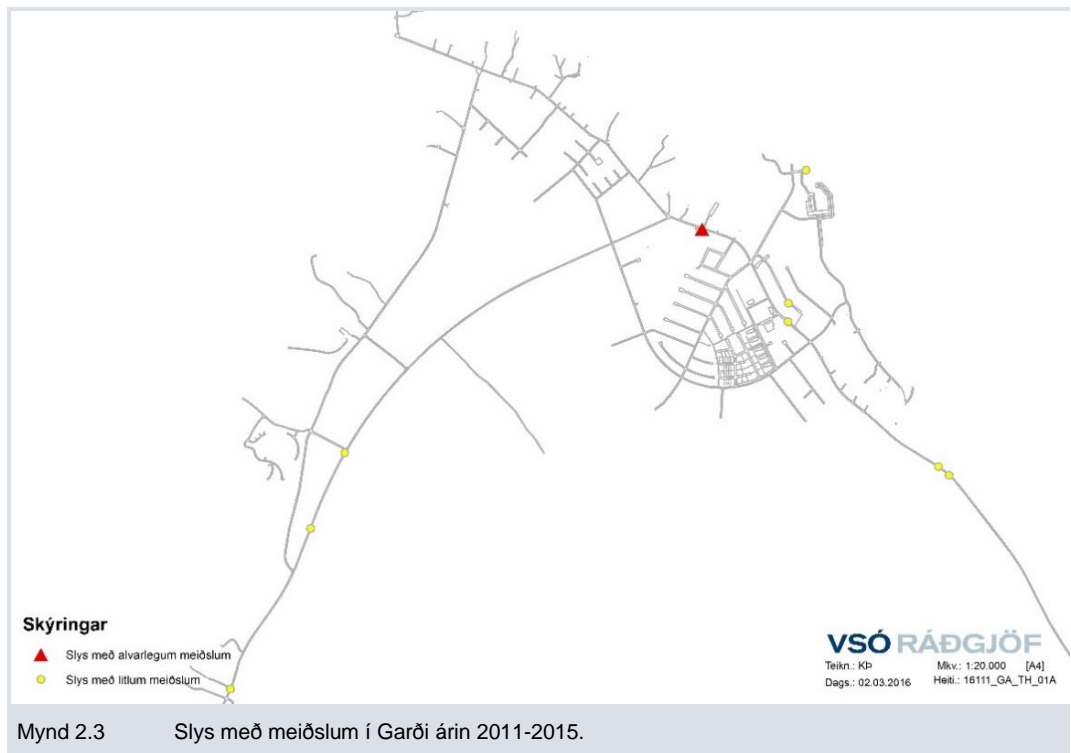 Skýringar
Slys með alvarlegum meiðslum
Slys með litlum meiðslum
VSÓ RÁÐGJÖF
Teikn.: KÞ Mkv.: 1:20.000 [A4]
Dags.: 02.03.2016 Heiti.: 16111_GA_TH_01A
Mynd 2.3 Slys með meiðslum í Garði árin 2011-2015.